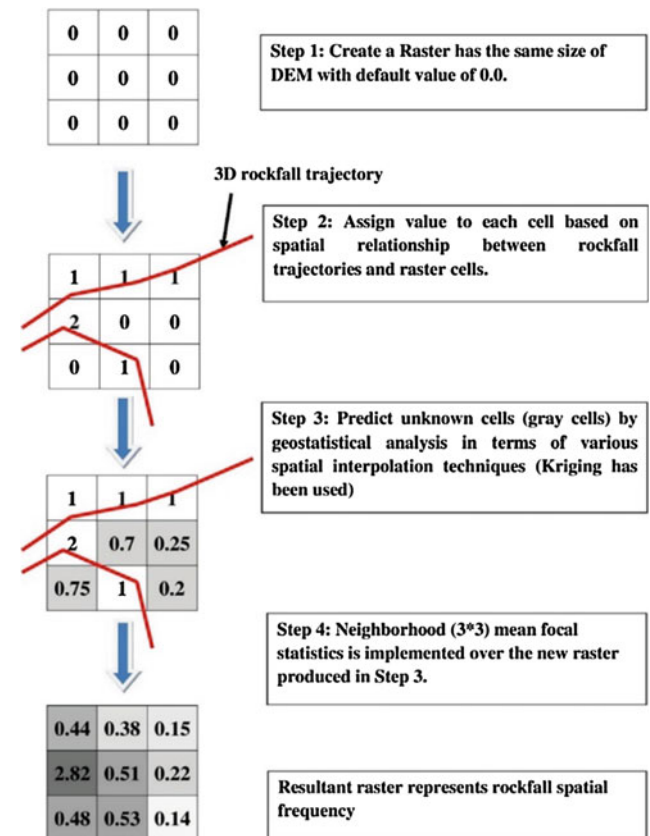 0 0 0
0 0 0
0 0 0
Step 1: Create a Raster has the same size of
DEM with default value of 0.0.
3D rockfall trajectory
Step 2: Assign value to each cell based on
spatial relationship between rockfall
trajectories and raster cells.
1 1 1
2 0 0
0 1 0
Step 3: Predict unknown cells (gray cells) by
geostatistical analysis in terms of various
spatial interpolation techniques (Kriging has
been used)
1 1 1
2 0.7 0.25
0.75 1 0.2
Step 4: Neighborhood (3*3) mean focal
statistics is implemented over the new raster
produced in Step 3.
0.44 0.38 0.15
2.82 0.51 0.22
0.48 0.53 0.14
Resultant raster represents rockfall spatial
frequency